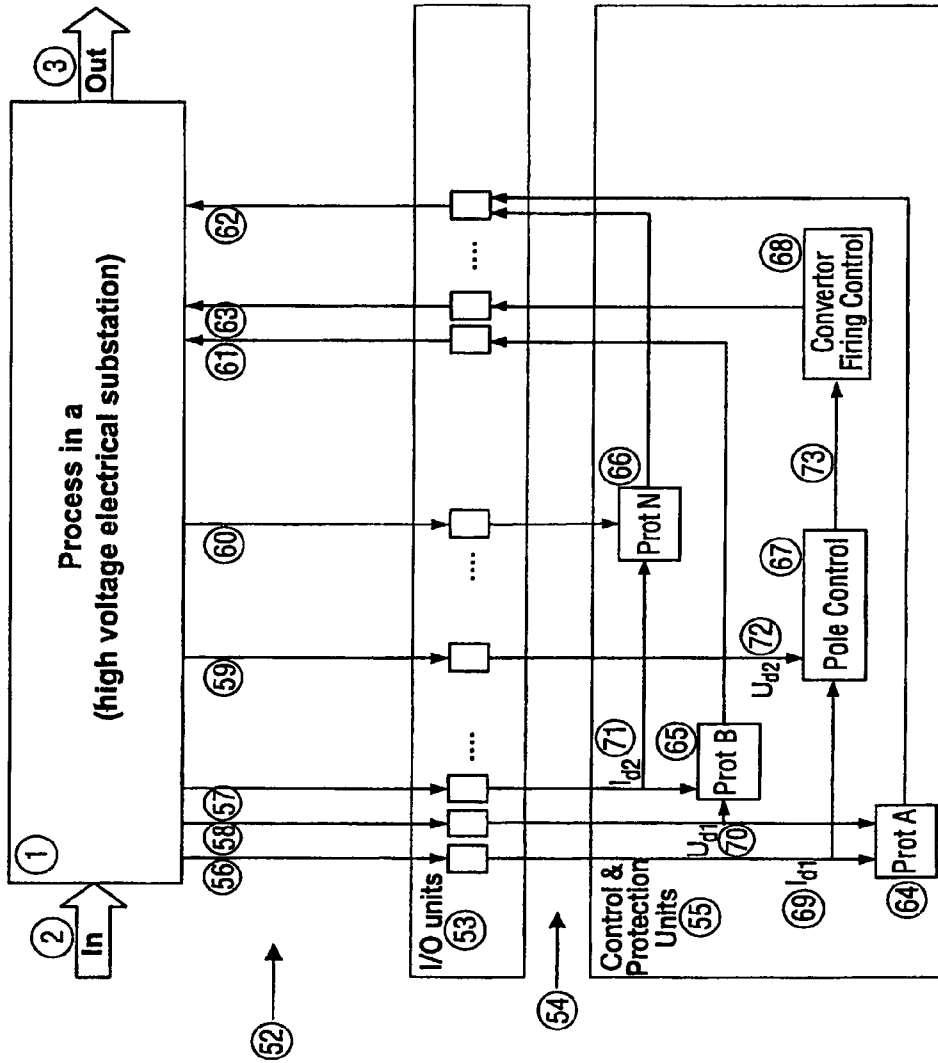 Process in a
(high voltage electrical substation)
1
2
In
3
Out
56
58
57
59
60
61
63
62
52
I/O units
53
....
....
....
54
Control &
Protection
Units
55
Id2
71
Ud1
70
69
Id1
Ud2
72
Prot A
64
Prot B
65
Prot N
66
Pole Control
67
73
Convertor
Firing Control
68